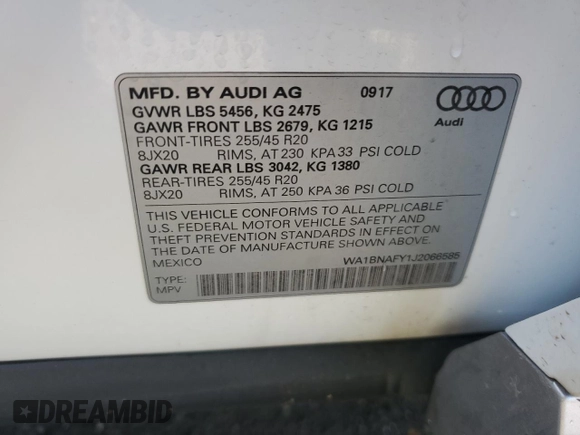 MFD. BY AUDI AG 09'17
GVWR LBS 5456, KG 2475
GAWR FRONT LBS 2679, KG 1215
FRONT-TIRES 255/45 R20
8JX20 RIMS, AT 230 KPA 33 PSI COLD
GAWR REAR LBS 3042, KG 1380
REAR-TIRES 255/45 R20
8JX20 RIMS, AT 250 KPA 36 PSI COLD
Audi
THIS VEHICLE CONFORMS TO ALL APPLICABLE
U.S. FEDERAL MOTOR VEHICLE SAFETY AND
THEFT PREVENTION STANDARDS IN EFFECT ON
THE DATE OF MANUFACTURE SHOWN ABOVE.
MEXICO WA1BNAFY1J2066585
TYPE:
MPV
DREAMBID